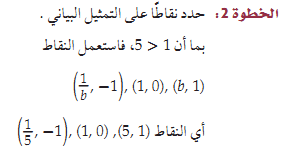 الخطوة 2: حدد نقاطًا على التمثيل البياني .
بما أن 1 < 5، فاستعمل النقاط
(1/b, −1), (1, 0), (b, 1)
أي النقاط (5, 1), (1, 0), (1/5, −1)